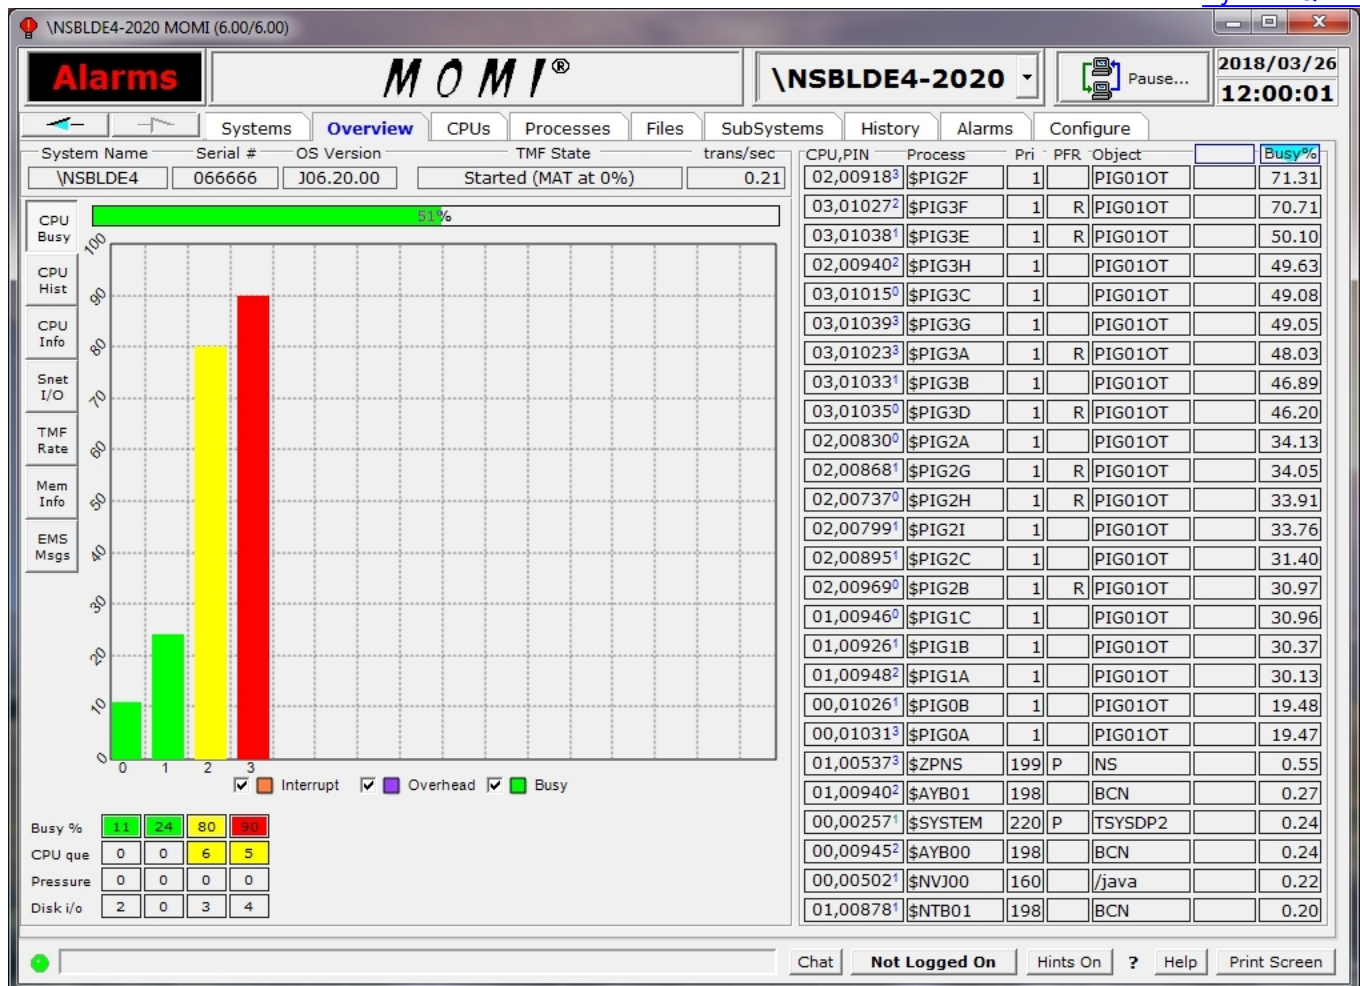 \NSBLDE4-2020 MOMI (6.00/6.00)
Alarms
MOMI®
\NSBLDE4-2020
Pause...
2018/03/26
12:00:01
Systems Overview CPUs Processes Files SubSystems History Alarms Configure
System Name Serial # OS Version TMF State trans/sec
\NSBLDE4 066666 J06.20.00 Started (MAT at 0%) 0.21
51%
CPU Busy
CPU Hist
CPU Info
Snet I/O
TMF Rate
Mem Info
EMS Msgs
100
90
80
70
60
50
40
30
20
10
0
0 1 2 3
Interrupt Overhead Busy
Busy % 11 24 80 90
CPU que 0 0 6 5
Pressure 0 0 0 0
Disk i/o 2 0 3 4
CPU,PIN Process Pri PFR Object Busy%
02,00918³ $PIG2F 1 PIG01OT 71.31
03,01027² $PIG3F 1 R PIG01OT 70.71
03,01038¹ $PIG3E 1 R PIG01OT 50.10
02,00940² $PIG3H 1 PIG01OT 49.63
03,01015⁰ $PIG3C 1 PIG01OT 49.08
03,01039³ $PIG3G 1 PIG01OT 49.05
03,01023³ $PIG3A 1 R PIG01OT 48.03
03,01033¹ $PIG3B 1 PIG01OT 46.89
03,01035⁰ $PIG3D 1 R PIG01OT 46.20
02,00830⁰ $PIG2A 1 PIG01OT 34.13
02,00868¹ $PIG2G 1 R PIG01OT 34.05
02,00737⁰ $PIG2H 1 R PIG01OT 33.91
02,00799¹ $PIG2I 1 PIG01OT 33.76
02,00895¹ $PIG2C 1 PIG01OT 31.40
02,00969⁰ $PIG2B 1 R PIG01OT 30.97
01,00946⁰ $PIG1C 1 PIG01OT 30.96
01,00926¹ $PIG1B 1 PIG01OT 30.37
01,00948² $PIG1A 1 PIG01OT 30.13
00,01026¹ $PIG0B 1 PIG01OT 19.48
00,01031³ $PIG0A 1 PIG01OT 19.47
01,00537³ $ZPNS 199 P NS 0.55
01,00940² $AYB01 198 BCN 0.27
00,00257¹ $SYSTEM 220 P TSYSDP2 0.24
00,00945² $AYB00 198 BCN 0.24
00,00502¹ $NVJ00 160 /java 0.22
01,00878¹ $NTB01 198 BCN 0.20
Chat Not Logged On Hints On ? Help Print Screen